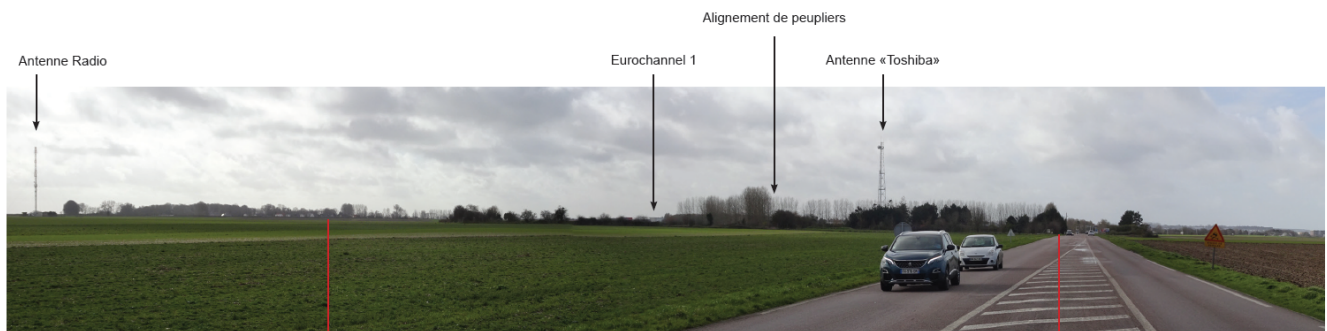 Alignement de peupliers
Antenne Radio
Eurochannel 1
Antenne «Toshiba»